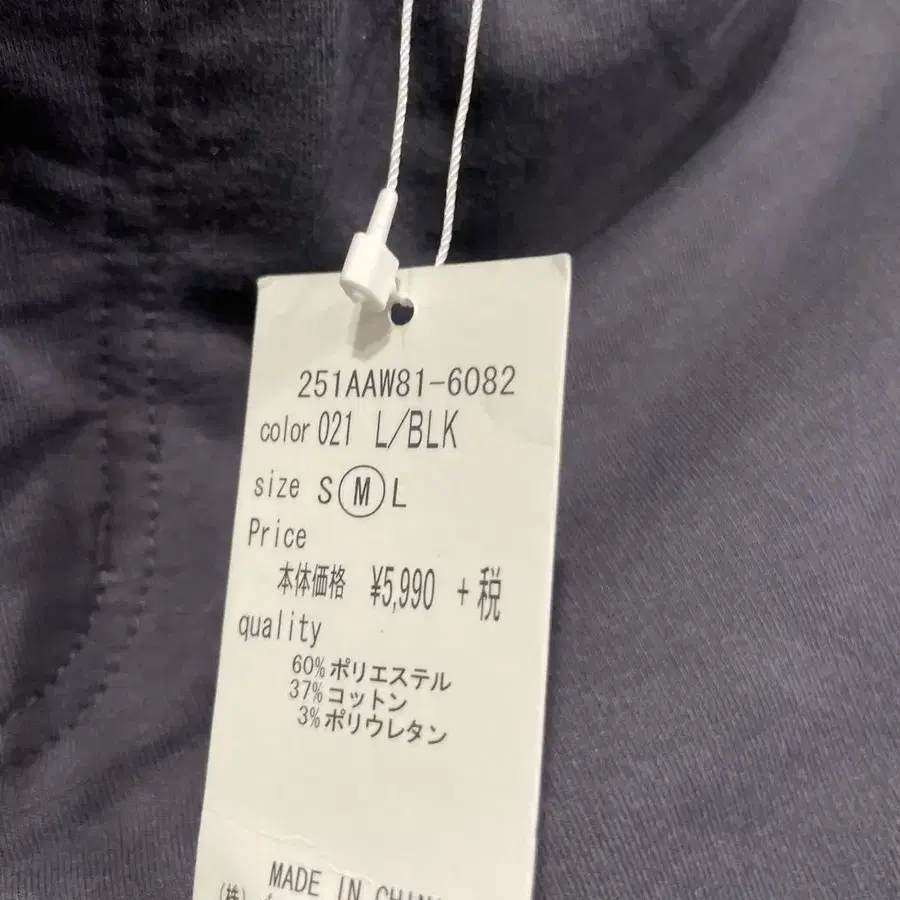 251AAW81-6082
color 021 L/BLK
size S M L
Price
本体価格 ¥5,990 +税
quality
60% ポリエステル
37% コットン
3% ポリウレタン
MADE IN CHINA
(株)